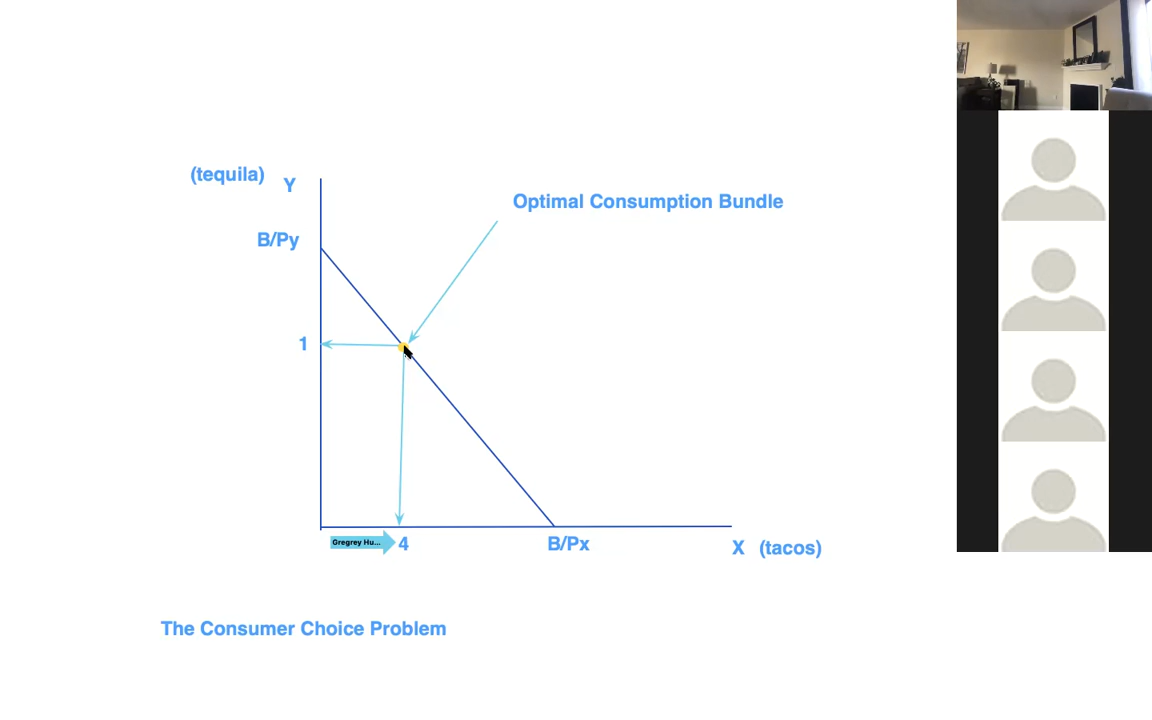 (tequila) Y
Optimal Consumption Bundle
B/Py
1
Gregrey Hu...
4
B/Px
X (tacos)
The Consumer Choice Problem